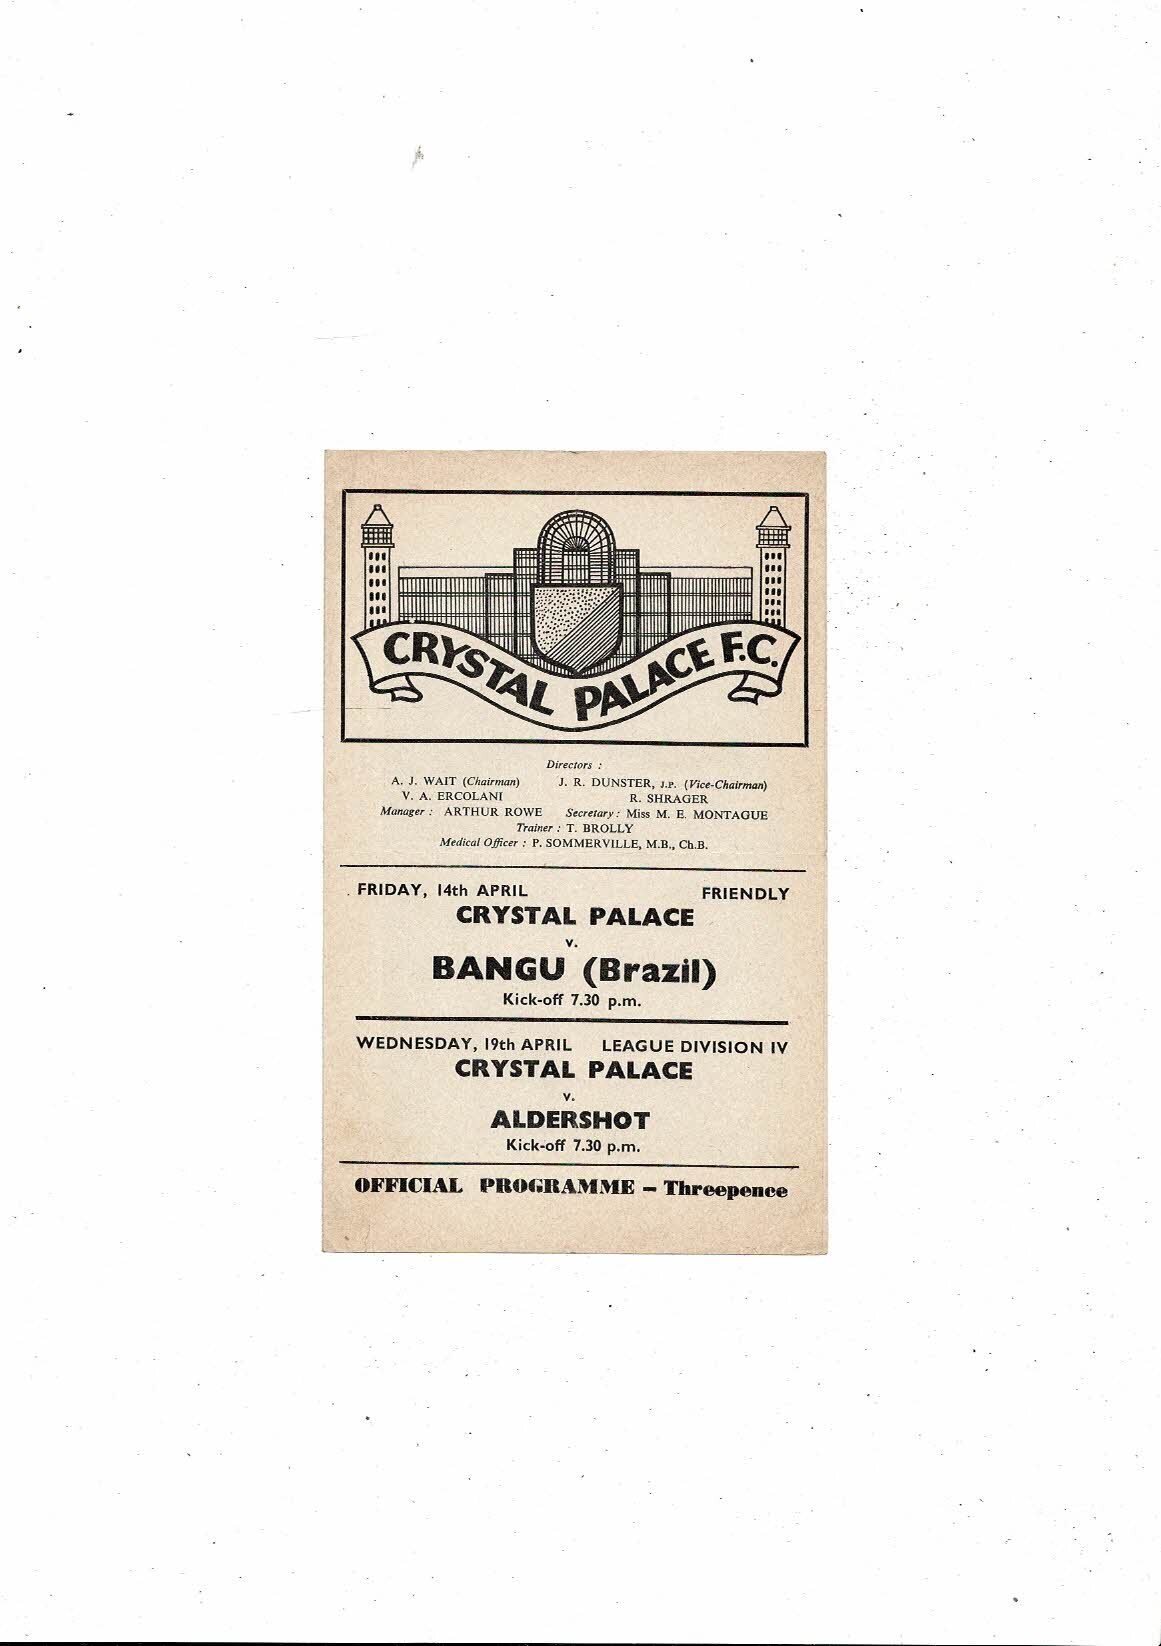 CRYSTAL PALACE F.C.
Directors :
A. J. WAIT (Chairman) J. R. DUNSTER, J.P. (Vice-Chairman)
V. A. ERCOLANI R. SHRAGER
Manager : ARTHUR ROWE Secretary : Miss M. E. MONTAGUE
Trainer : T. BROLLY
Medical Officer : P. SOMMERVILLE, M.B., Ch.B.
FRIDAY, 14th APRIL FRIENDLY
CRYSTAL PALACE
v.
BANGU (Brazil)
Kick-off 7.30 p.m.
WEDNESDAY, 19th APRIL LEAGUE DIVISION IV
CRYSTAL PALACE
v.
ALDERSHOT
Kick-off 7.30 p.m.
OFFICIAL PROGRAMME – Threepence